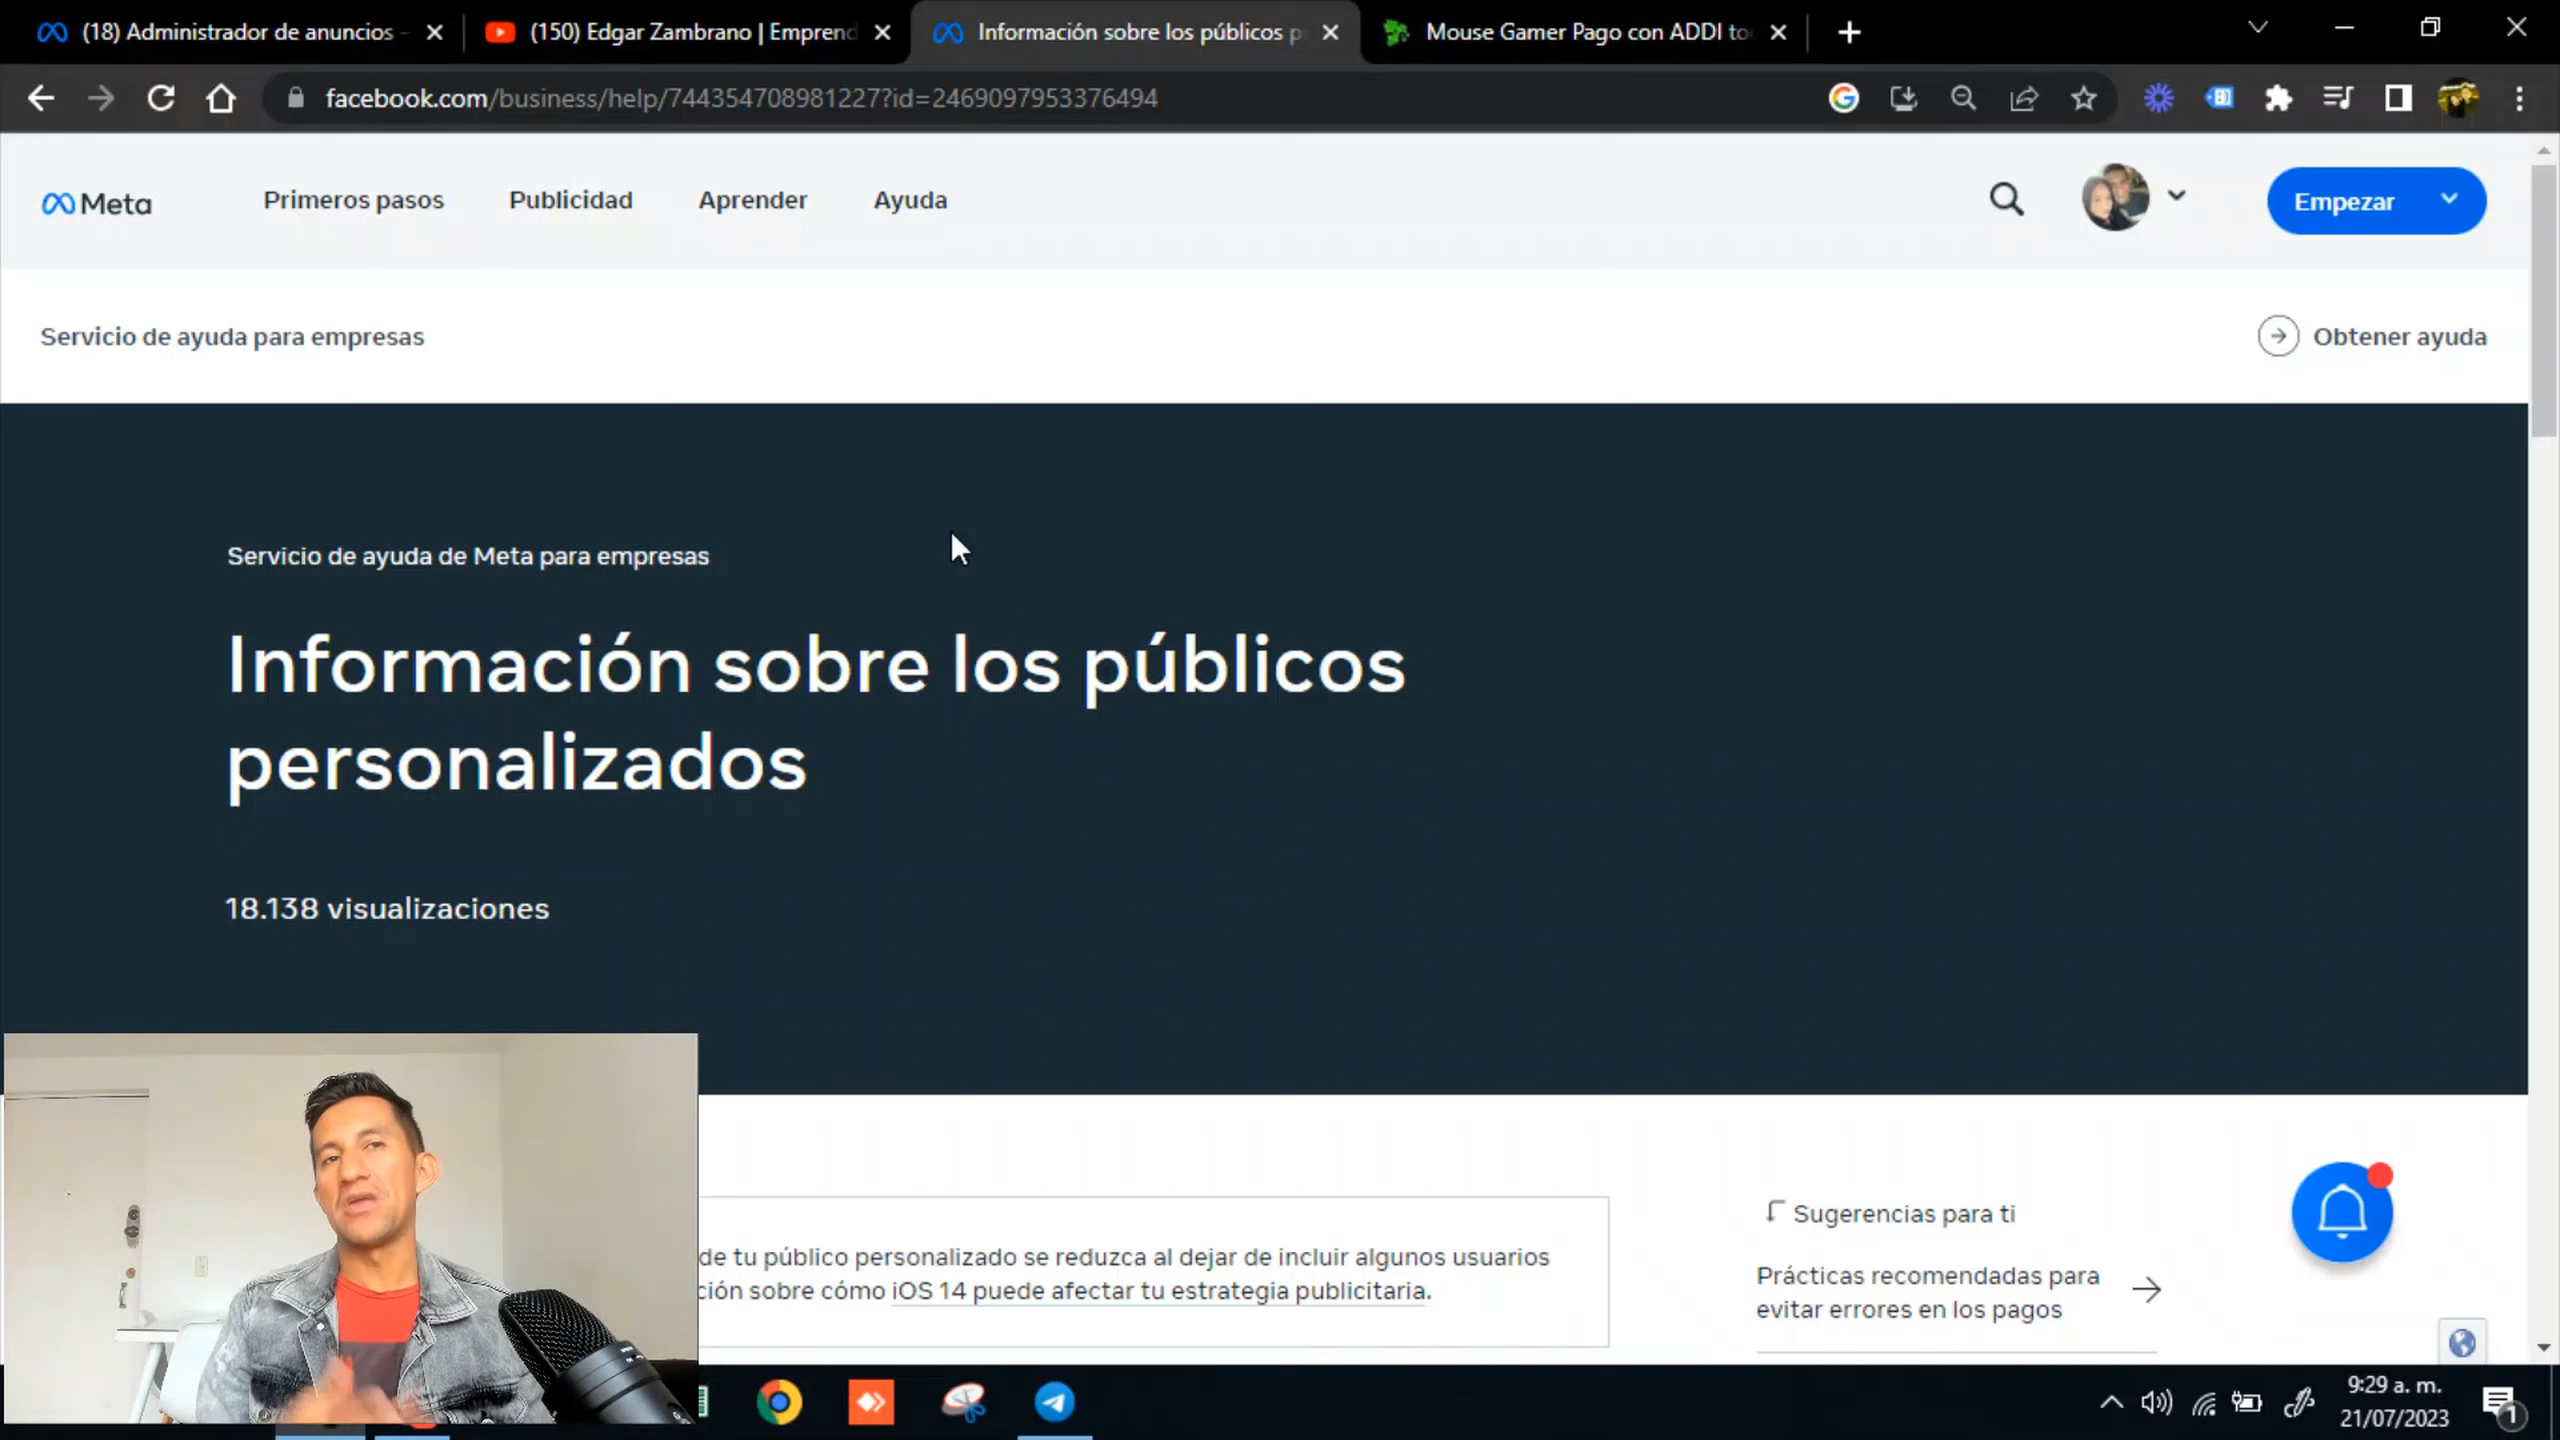 (18) Administrador de anuncios -
(150) Edgar Zambrano | Emprend
Información sobre los públicos p
Mouse Gamer Pago con ADDI to
facebook.com/business/help/744354708981227?id=2469097953376494
Meta
Primeros pasos
Publicidad
Aprender
Ayuda
Empezar
Servicio de ayuda para empresas
Obtener ayuda
Servicio de ayuda de Meta para empresas
Información sobre los públicos
personalizados
18.138 visualizaciones
de tu público personalizado se reduzca al dejar de incluir algunos usuarios
ción sobre cómo iOS 14 puede afectar tu estrategia publicitaria.
Sugerencias para ti
Prácticas recomendadas para
evitar errores en los pagos
9:29 a. m.
21/07/2023
1